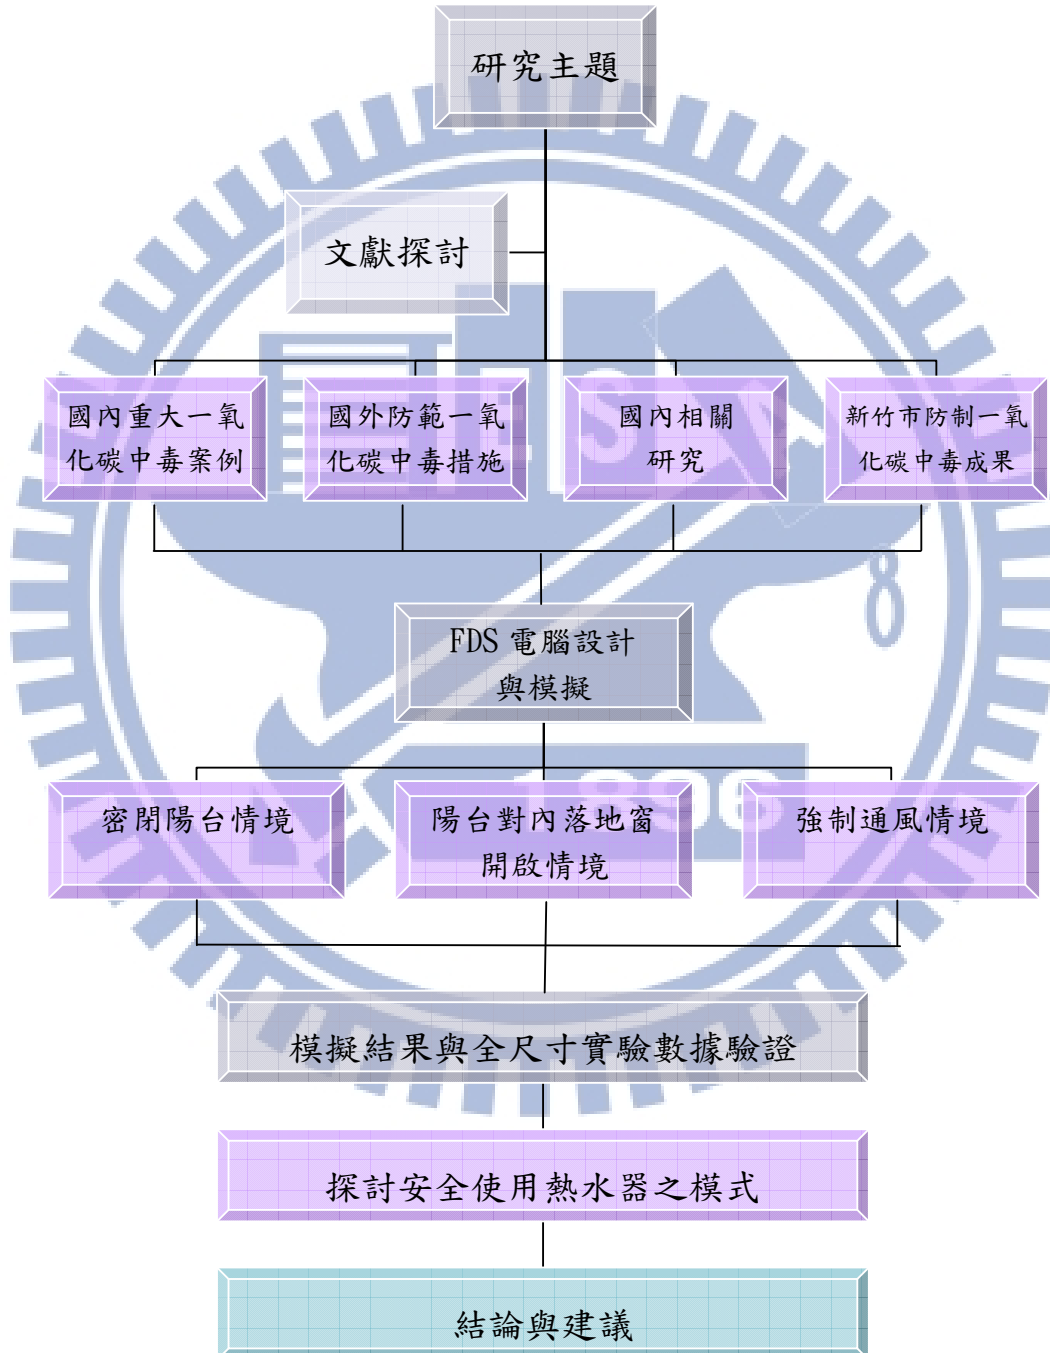 研究主題
文獻探討
國內重大一氧
化碳中毒案例
國外防範一氧
化碳中毒措施
國內相關
研究
新竹市防制一氧
化碳中毒成果
FDS 電腦設計
與模擬
密閉陽台情境
陽台對內落地窗
開啟情境
強制通風情境
1896
模擬結果與全尺寸實驗數據驗證
探討安全使用熱水器之模式
結論與建議